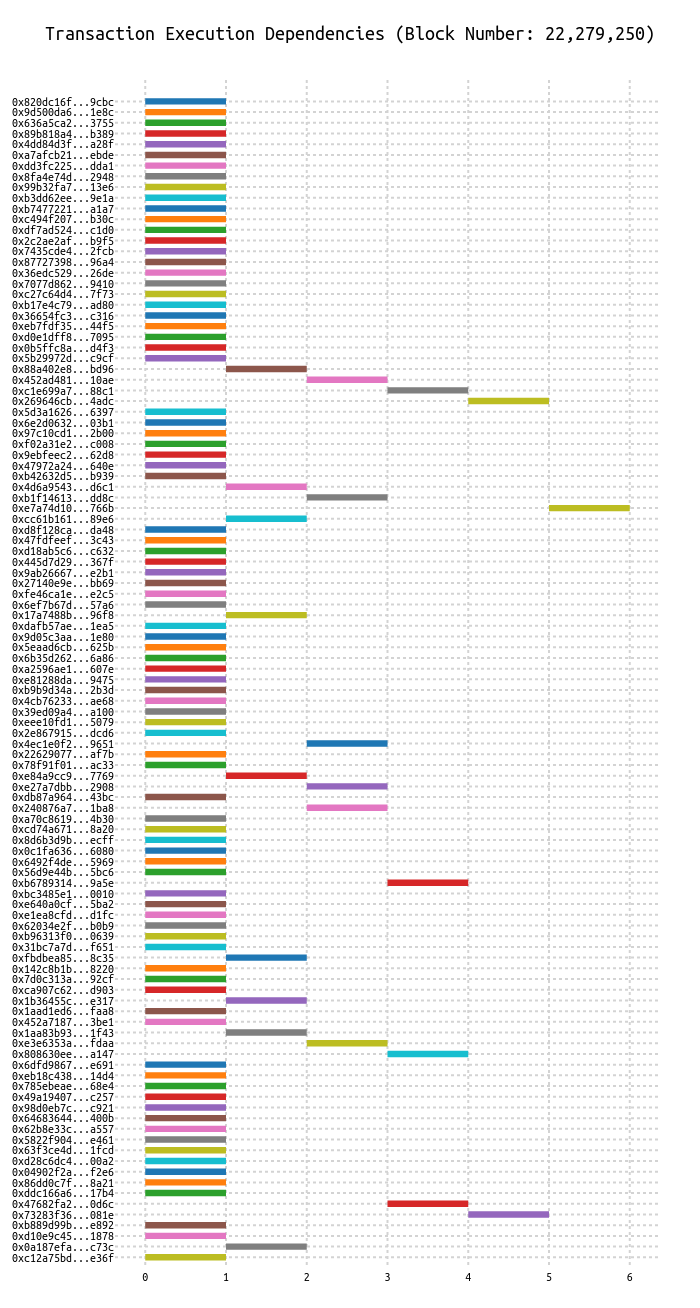 Transaction Execution Dependencies (Block Number: 22,279,250)
0x820dc16f...9cbc
0x9d500da6...1e8c
0x636a5ca2...3755
0x89b818a4...b389
0x4dd84d3f...a28f
0xa7afcb21...ebde
0xdd3fc225...dda1
0x8fa4e74d...2948
0x99b32fa7...13e6
0xb3dd62ee...9e1a
0xb7477221...a1a7
0xc494f207...b30c
0xdf7ad524...c1d0
0x2c2ae2af...b9f5
0x7435cde4...2fcb
0x87727398...96a4
0x36edc529...26de
0x7077d862...9410
0xc27c64d4...7f73
0xb17e4c79...ad80
0x36654fc3...c316
0xeb7fdf35...44f5
0xd0e1dff8...7095
0x0b5ffc8a...d4f3
0x5b29972d...c9cf
0x88a402e8...bd96
0x452ad481...10ae
0xc1e699a7...88c1
0x269646cb...4adc
0x5d3a1626...6397
0x6e2d0632...03b1
0x97c10cd1...2b00
0xf02a31e2...c008
0x9ebfeec2...62d8
0x47972a24...640e
0xb42632d5...b939
0x4d6a9543...d6c1
0xb1f14613...dd8c
0xe7a74d10...766b
0xcc61b161...89e6
0xd8f128ca...da48
0x47fdfeef...3c43
0xd18ab5c6...c632
0x445d7d29...367f
0x9ab26667...e2b1
0x27140e9e...bb69
0xfe46ca1e...e2c5
0x6ef7b67d...57a6
0x17a7488b...96f8
0xdafb57ae...1ea5
0x9d05c3aa...1e80
0x5eaad6cb...625b
0x6b35d262...6a86
0xa2596ae1...607e
0xe81288da...9475
0xb9b9d34a...2b3d
0x4cb76233...ae68
0x39ed09a4...a100
0xeee10fd1...5079
0x2e867915...dcd6
0x4ec1e0f2...9651
0x22629077...af7b
0x78f91f01...ac33
0xe84a9cc9...7769
0xe27a7dbb...2908
0xdb87a964...43bc
0x240876a7...1ba8
0xa70c8619...4b30
0xcd74a671...8a20
0x8d6b3d9b...ecff
0x0c1fa636...6080
0x6492f4de...5969
0x56d9e44b...5bc6
0xb6789314...9a5e
0xbc3485e1...0010
0xe640a0cf...5ba2
0xe1ea8cfd...d1fc
0x62034e2f...b0b9
0xb96313f0...0639
0x31bc7a7d...f651
0xfbdbea85...8c35
0x142c8b1b...8220
0x7d0c313a...92cf
0xca907c62...d903
0x1b36455c...e317
0x1aad1ed6...faa8
0x452a7187...3be1
0x1aa83b93...1f43
0xe3e6353a...fdaa
0x808630ee...a147
0x6dfd9867...e691
0xeb18c438...14d4
0x785ebeae...68e4
0x49a19407...c257
0x98d0eb7c...c921
0x64683644...400b
0x62b8e33c...a557
0x5822f904...e461
0x63f3ce4d...1fcd
0xd28c6dc4...00a2
0x04902f2a...f2e6
0x86dd0c7f...8a21
0xddc166a6...17b4
0x47682fa2...0d6c
0x73283f36...081e
0xb889d99b...e892
0xd10e9c45...1878
0x0a187efa...c73c
0xc12a75bd...e36f
0 1 2 3 4 5 6